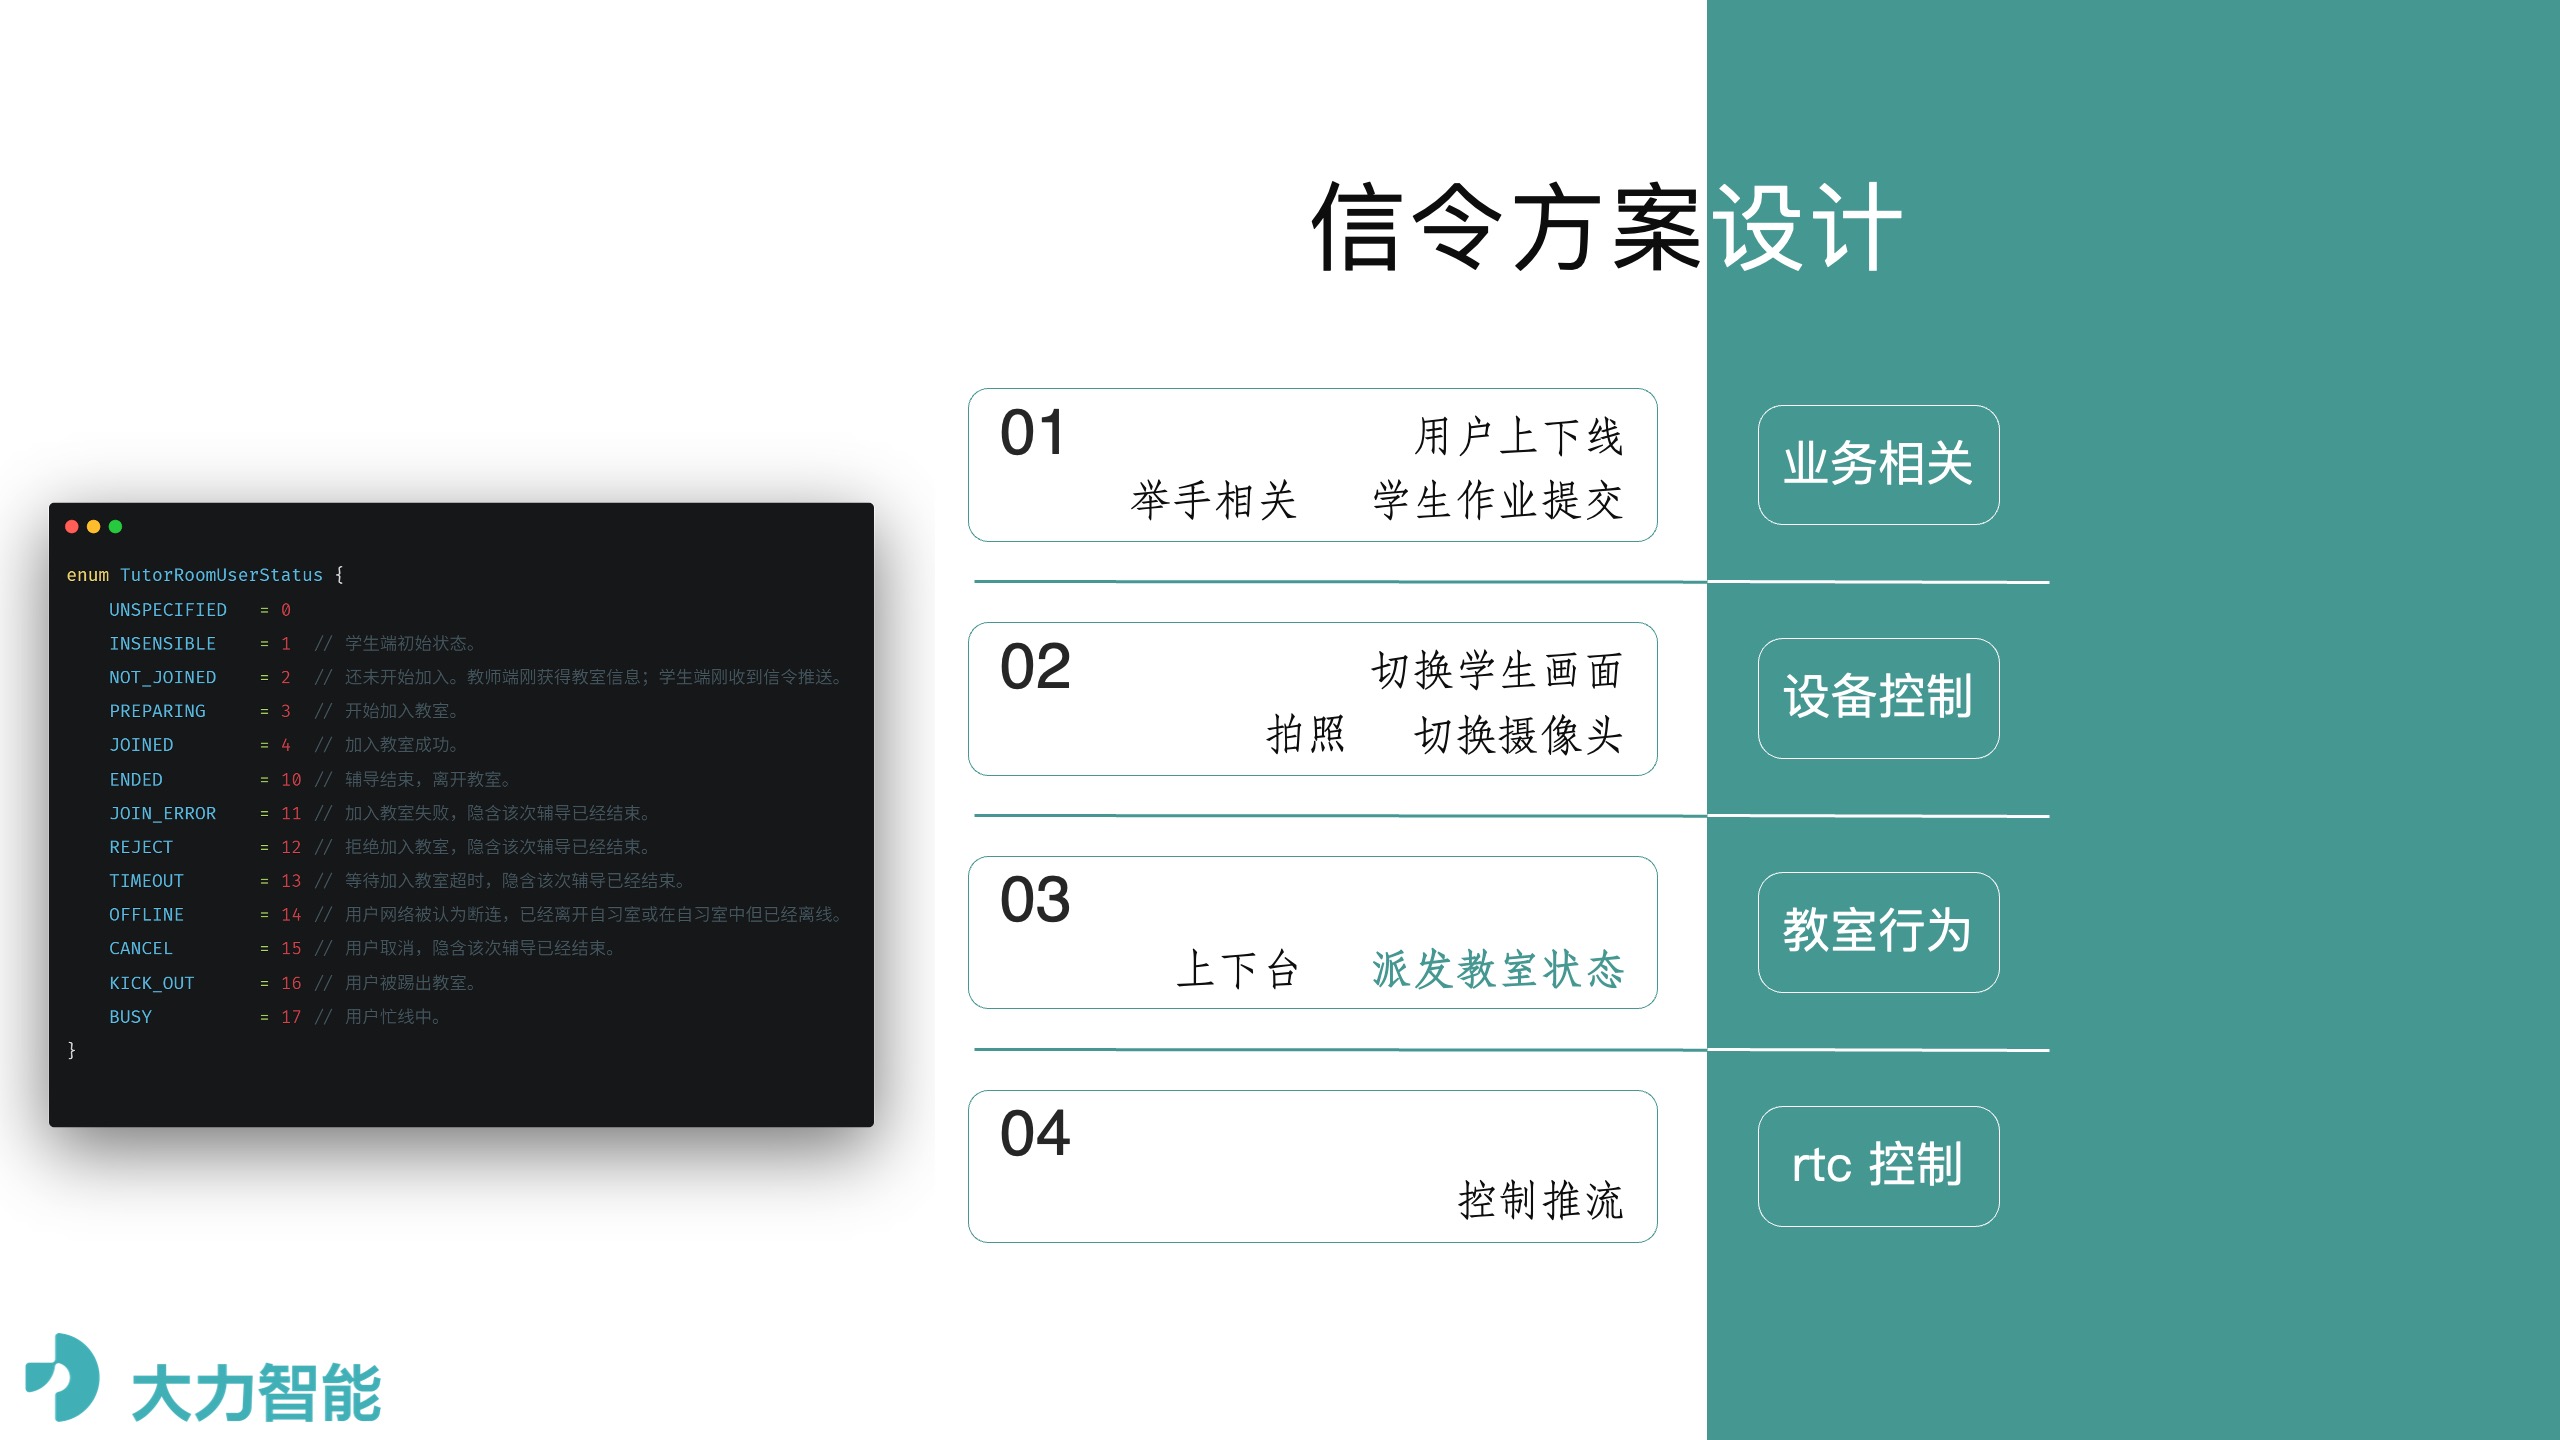 信令方案设计
enum TutorRoomUserStatus {
UNSPECIFIED = 0
INSENSIBLE = 1 // 学生端初始状态。
NOT_JOINED = 2 // 还未开始加入。教师端刚获得教室信息；学生端刚收到信令推送。
PREPARING = 3 // 开始加入教室。
JOINED = 4 // 加入教室成功。
ENDED = 10 // 辅导结束，离开教室。
JOIN_ERROR = 11 // 加入教室失败，隐含该次辅导已经结束。
REJECT = 12 // 拒绝加入教室，隐含该次辅导已经结束。
TIMEOUT = 13 // 等待加入教室超时，隐含该次辅导已经结束。
OFFLINE = 14 // 用户网络被认为断连，已经离开自习室或在自习室中但已经离线。
CANCEL = 15 // 用户取消，隐含该次辅导已经结束。
KICK_OUT = 16 // 用户被踢出教室。
BUSY = 17 // 用户忙线中。
}
01
用户上下线
举手相关 学生作业提交
业务相关
02
切换学生画面
拍照 切换摄像头
设备控制
03
上下台 派发教室状态
教室行为
04
控制推流
rtc 控制
大力智能